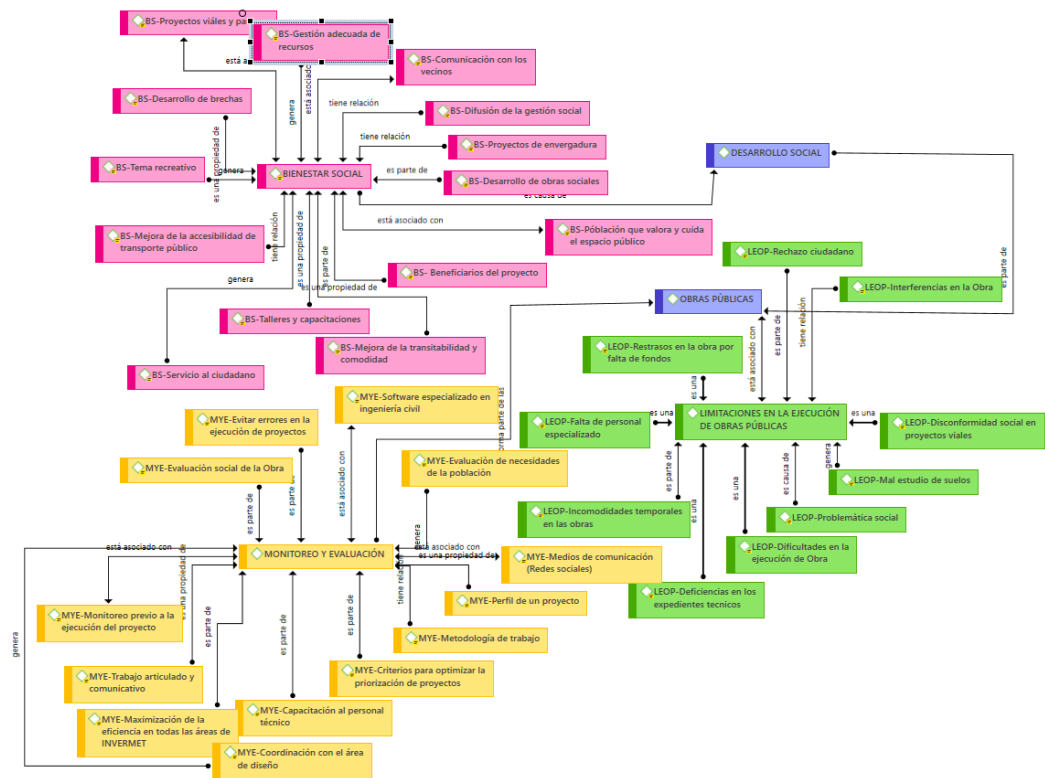 BS-Proyectos viáles y pa
BS-Gestión adecuada de
recursos
está a
está asociado
genera
BS-Comunicaciòn con los
vecinos
BS-Desarrollo de brechas
tiene relación
BS-Difusión de la gestión social
tiene relación
BS-Proyectos de envergadura
DESARROLLO SOCIAL
BS-Tema recreativo
genera
es una propiedad de
BIENESTAR SOCIAL
es parte de
BS-Desarrollo de obras sociales
es causa de
está asociado con
BS-Póblación que valora y cuida
el espacio público
BS-Mejora de la accesibilidad de
transporte pùblico
tiene relación
es una propiedad de
es parte de
LEOP-Rechazo ciudadano
es parte de
BS- Beneficiarios del proyecto
LEOP-Interferencias en la Obra
genera
es una propiedad de
OBRAS PÚBLICAS
BS-Talleres y capacitaciones
está asociado con
es parte de
tiene relación
BS-Mejora de la transitabilidad y
comodidad
LEOP-Restrasos en la obra por
falta de fondos
BS-Servicio al ciudadano
es una
MYE-Software especializado en
ingeniería civil
orma parte de las
MYE-Evitar errores en la
ejecución de proyectos
LEOP-Falta de personal
especializado
es una
LIMITACIONES EN LA EJECUCIÓN
DE OBRAS PÚBLICAS
es una
LEOP-Disconformidad social en
proyectos viales
MYE-Evaluaciòn social de la Obra
está asociado con
MYE-Evaluaciòn de necesidades
de la población
es parte de
es una
es causa de
genera
LEOP-Mal estudio de suelos
es parte de
es parte de
LEOP-Incomodidades temporales
en las obras
es una
LEOP-Problemàtica social
genera
está asociado con
MONITOREO Y EVALUACIÓN
está asociado con
es una propiedad de
MYE-Medios de comunicación
(Redes sociales)
LEOP-Dificultades en la
ejecución de Obra
es una propiedad de
tiene relación
MYE-Perfil de un proyecto
LEOP-Deficiencias en los
expedientes tecnicos
MYE-Monitoreo previo a la
ejecución del proyecto
es parte de
es parte de
es parte de
MYE-Metodología de trabajo
genera
MYE-Trabajo articulado y
comunicativo
MYE-Criterios para optimizar la
priorización de proyectos
MYE-Maximización de la
eficiencia en todas las áreas de
INVERMET
MYE-Capacitación al personal
técnico
MYE-Coordinación con el área
de diseño